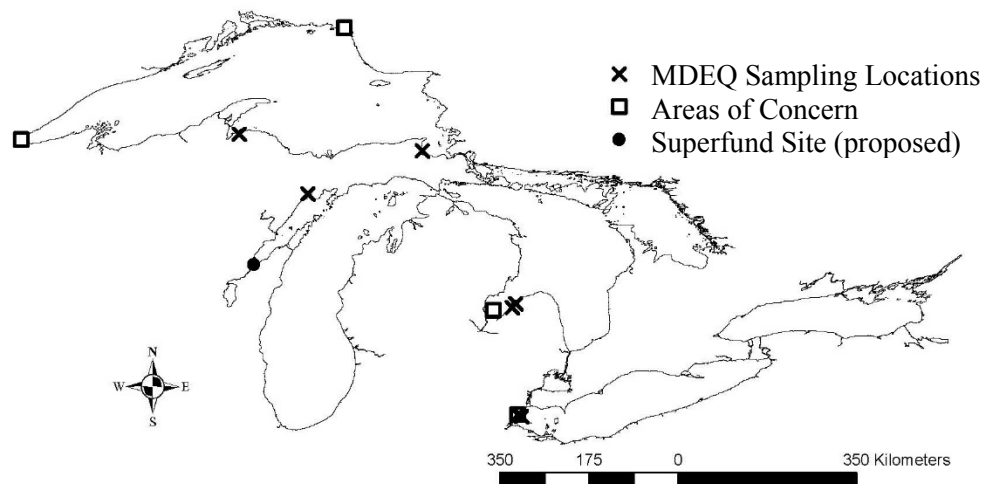 MDEQ Sampling Locations
Areas of Concern
Superfund Site (proposed)
N
W E
S
350 175 0 350 Kilometers